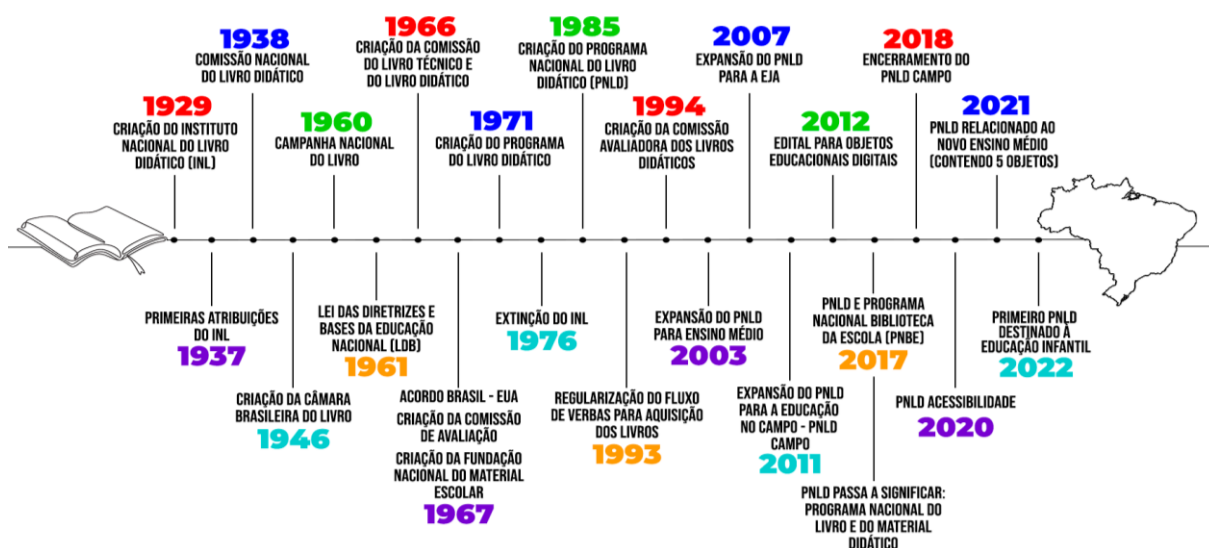 1929
CRIAÇÃO DO INSTITUTO
NACIONAL DO LIVRO
DIDÁTICO (INL)
1938
COMISSÃO NACIONAL
DO LIVRO DIDÁTICO
1960
CAMPANHA NACIONAL
DO LIVRO
1966
CRIAÇÃO DA COMISSÃO
DO LIVRO TÉCNICO E
DO LIVRO DIDÁTICO
1971
CRIAÇÃO DO PROGRAMA
DO LIVRO DIDÁTICO
1985
CRIAÇÃO DO PROGRAMA
NACIONAL DO LIVRO
DIDÁTICO (PNLD)
1994
CRIAÇÃO DA COMISSÃO
AVALIADORA DOS LIVROS
DIDÁTICOS
2007
EXPANSÃO DO PNLD
PARA A EJA
2012
EDITAL PARA OBJETOS
EDUCACIONAIS DIGITAIS
2018
ENCERRAMENTO DO
PNLD CAMPO
2021
PNLD RELACIONADO AO
NOVO ENSINO MÉDIO
(CONTENDO 5 OBJETOS)
PRIMEIRAS ATRIBUIÇÕES
DO INL
1937
CRIAÇÃO DA CÂMARA
BRASILEIRA DO LIVRO
1946
LEI DAS DIRETRIZES E
BASES DA EDUCAÇÃO
NACIONAL (LDB)
1961
ACORDO BRASIL - EUA
CRIAÇÃO DA COMISSÃO
DE AVALIAÇÃO
CRIAÇÃO DA FUNDAÇÃO
NACIONAL DO MATERIAL
ESCOLAR
1967
EXTINÇÃO DO INL
1976
REGULARIZAÇÃO DO FLUXO
DE VERBAS PARA AQUISIÇÃO
DOS LIVROS
1993
EXPANSÃO DO PNLD
PARA ENSINO MÉDIO
2003
EXPANSÃO DO PNLD
PARA A EDUCAÇÃO
NO CAMPO - PNLD
CAMPO
2011
PNLD E PROGRAMA
NACIONAL BIBLIOTECA
DA ESCOLA (PNBE)
2017
PNLD PASSA A SIGNIFICAR:
PROGRAMA NACIONAL DO
LIVRO E DO MATERIAL
DIDÁTICO
PNLD ACESSIBILIDADE
2020
PRIMEIRO PNLD
DESTINADO À
EDUCAÇÃO INFANTIL
2022